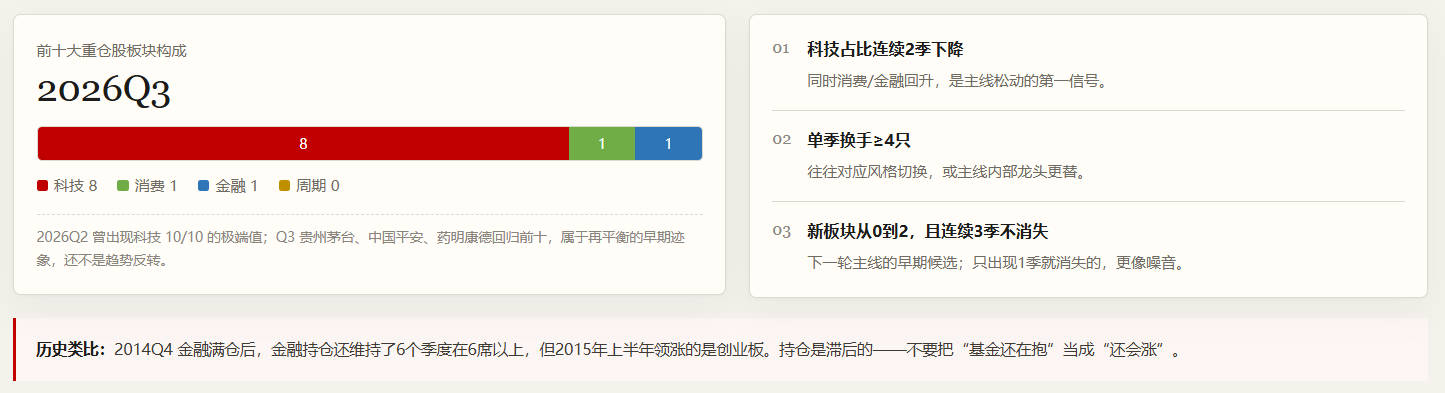 前十大重仓股板块构成
2026Q3
8 1 1
科技 8 消费 1 金融 1 周期 0
2026Q2 曾出现科技 10/10 的极端值；Q3 贵州茅台、中国平安、药明康德回归前十，属于再平衡的早期迹
象，还不是趋势反转。
01 科技占比连续2季下降
同时消费/金融回升，是主线松动的第一信号。
02 单季换手≥4只
往往对应风格切换，或主线内部龙头更替。
03 新板块从0到2，且连续3季不消失
下一轮主线的早期候选；只出现1季就消失的，更像噪音。
历史类比：2014Q4 金融满仓后，金融持仓还维持了6个季度在6席以上，但2015年上半年领涨的是创业板。持仓是滞后的——不要把“基金还在抱”当成“还会涨”。